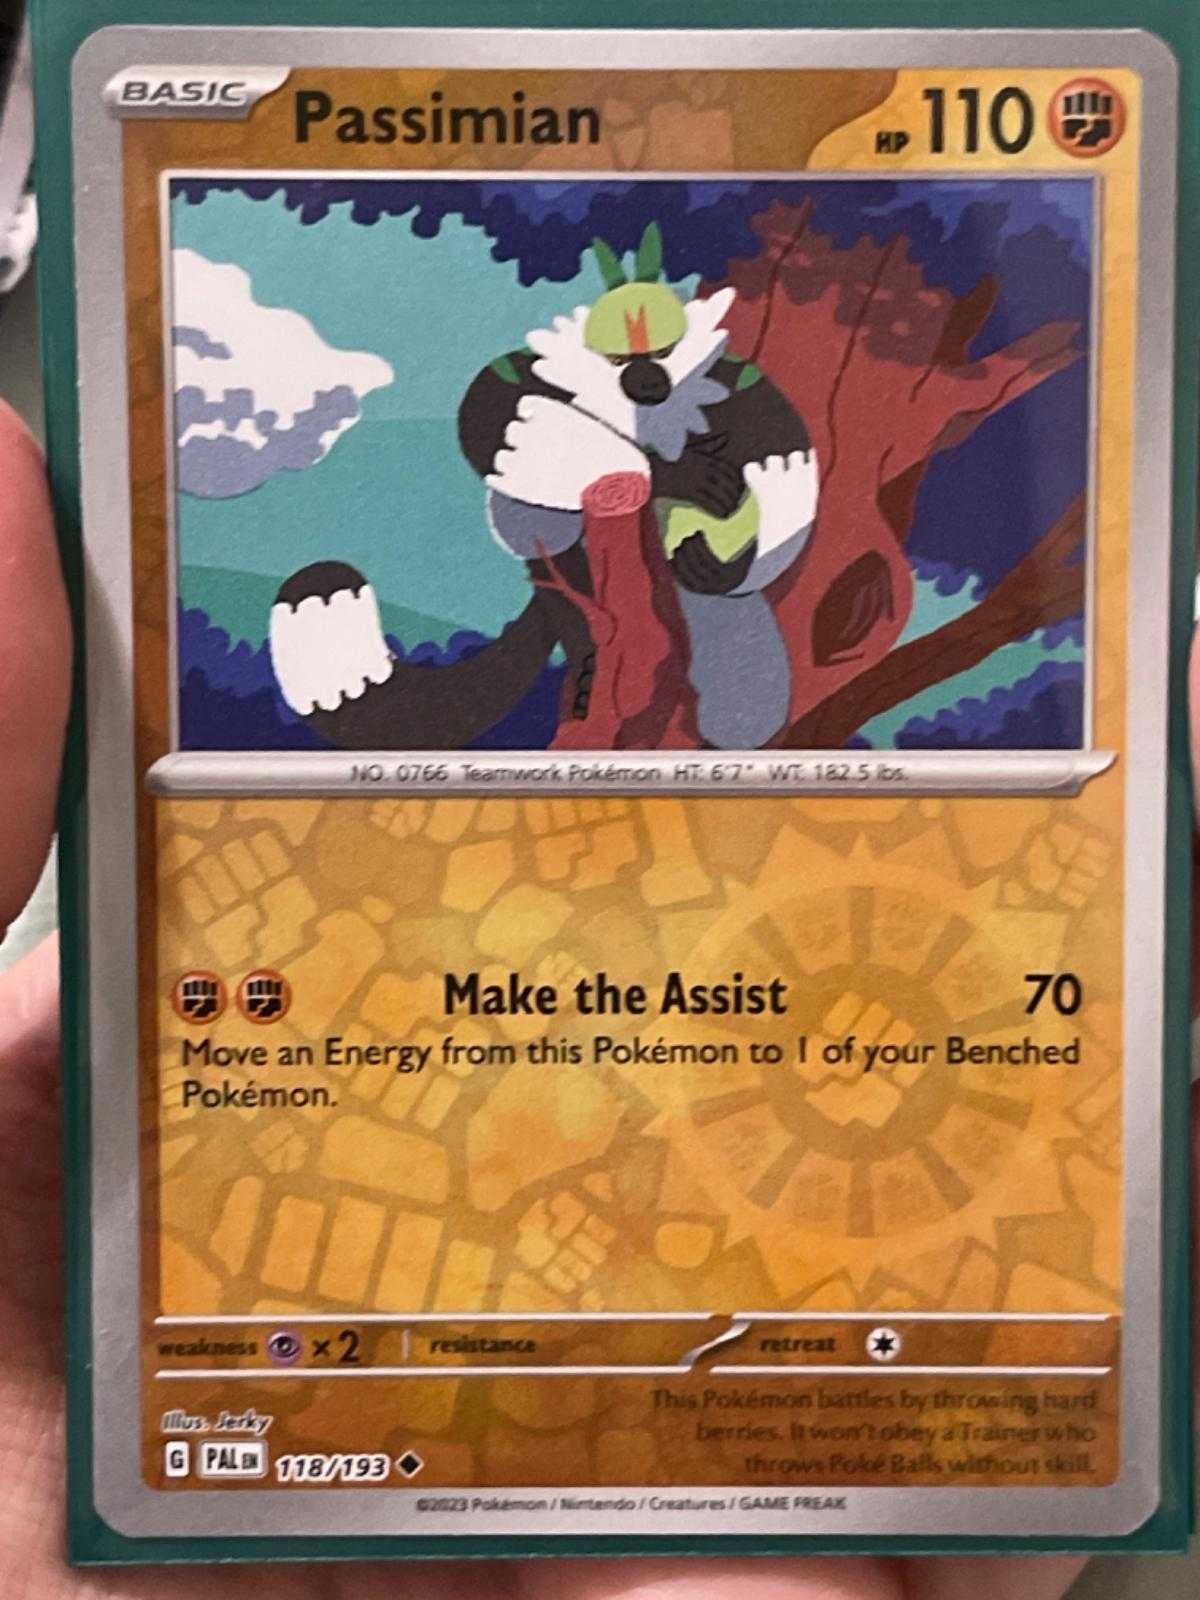 BASIC
Passimian
HP 110
NO. 0766 Teamwork Pokémon HT: 6'7" WT: 182.5 lbs.
Make the Assist 70
Move an Energy from this Pokémon to 1 of your Benched
Pokémon.
weakness ×2 resistance retreat
This Pokémon battles by throwing hard
berries. It won't obey a Trainer who
throws Poké Balls without skill.
Illus. Jerky
G PAL EN 118/193
©2023 Pokémon / Nintendo / Creatures / GAME FREAK